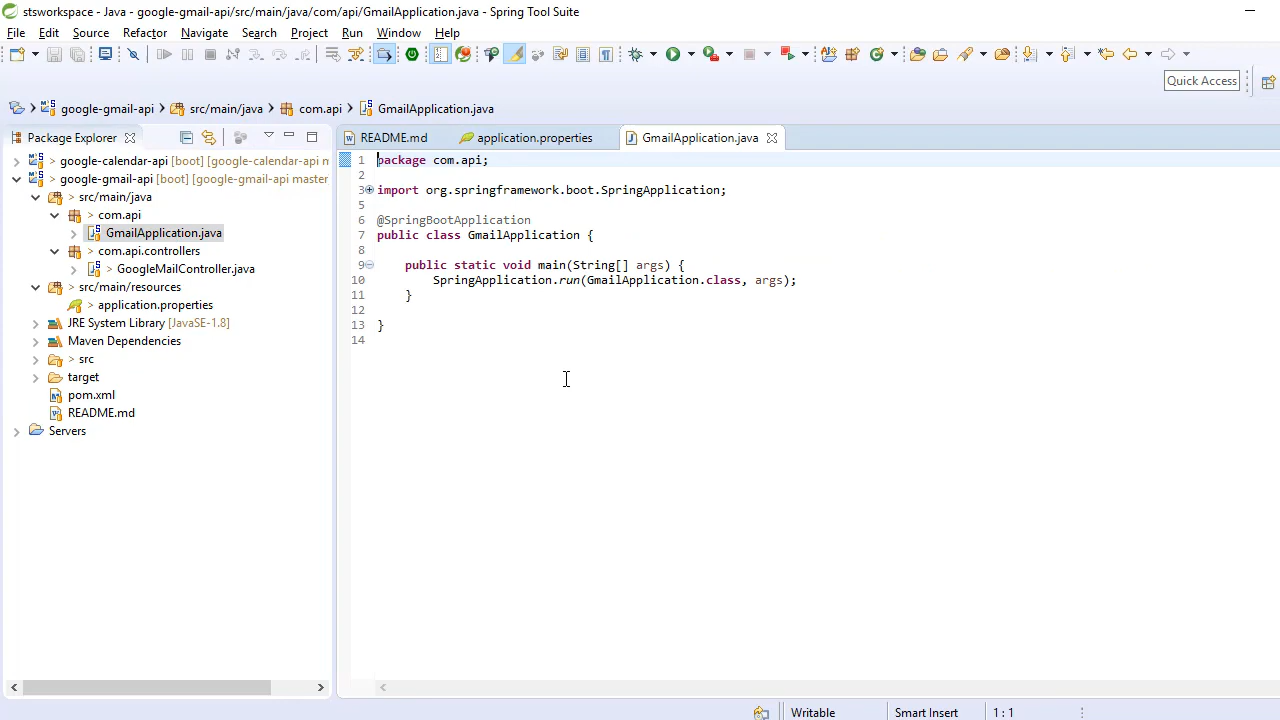 stsworkspace - Java - google-gmail-api/src/main/java/com/api/GmailApplication.java - Spring Tool Suite
File Edit Source Refactor Navigate Search Project Run Window Help
Quick Access
google-gmail-api src/main/java com.api GmailApplication.java
Package Explorer
> google-calendar-api [boot] [google-calendar-api m
> google-gmail-api [boot] [google-gmail-api master
> src/main/java
> com.api
GmailApplication.java
> com.api.controllers
> GoogleMailController.java
> src/main/resources
> application.properties
JRE System Library [JavaSE-1.8]
Maven Dependencies
> src
target
pom.xml
README.md
Servers
README.md application.properties GmailApplication.java
1 package com.api;
2
3 import org.springframework.boot.SpringApplication;
5
6 @SpringBootApplication
7 public class GmailApplication {
8
9 public static void main(String[] args) {
10 SpringApplication.run(GmailApplication.class, args);
11 }
12
13 }
14
Writable Smart Insert 1 : 1